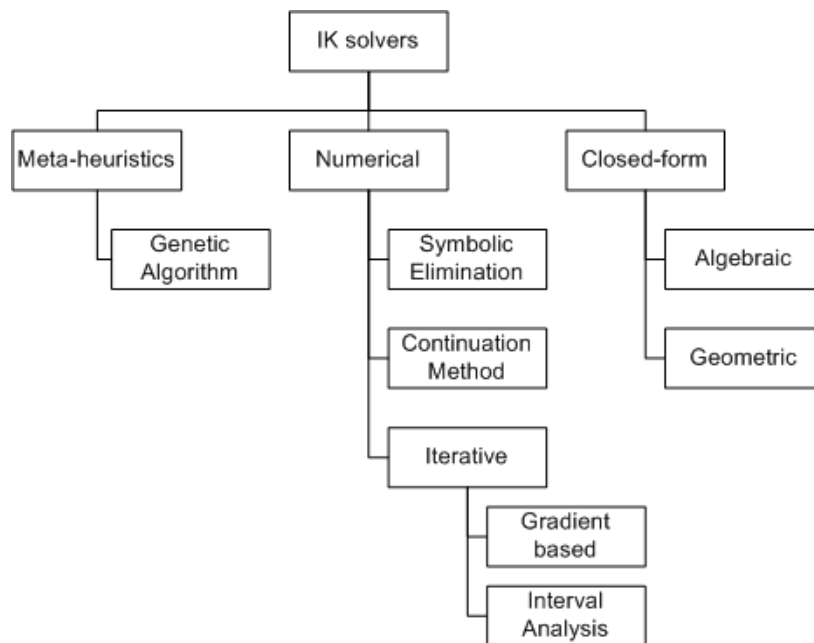 IK solvers
Meta-heuristics
Numerical
Closed-form
Genetic
Algorithm
Symbolic
Elimination
Algebraic
Continuation
Method
Geometric
Iterative
Gradient
based
Interval
Analysis